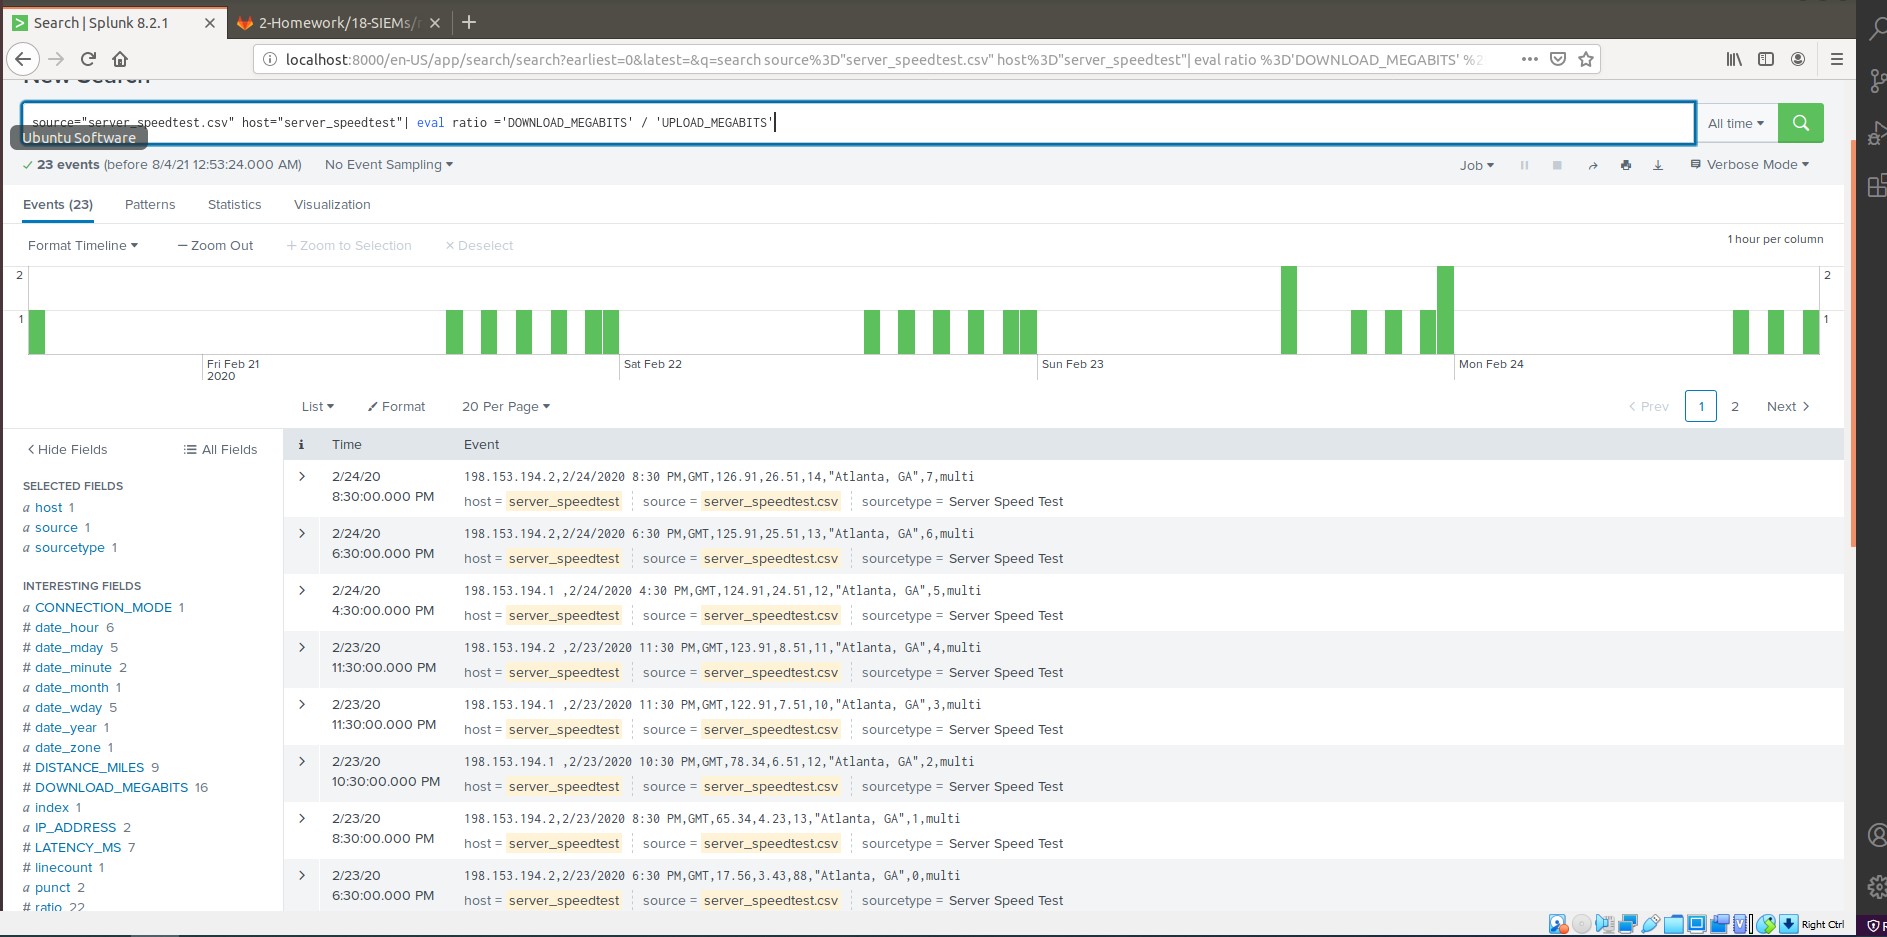 Search | Splunk 8.2.1
2-Homework/18-SIEMs/
localhost:8000/en-US/app/search/search?earliest=0&latest=&q=search source%3D"server_speedtest.csv" host%3D"server_speedtest"| eval ratio %3D'DOWNLOAD_MEGABITS' %2
New Search
source="server_speedtest.csv" host="server_speedtest"| eval ratio ='DOWNLOAD_MEGABITS' / 'UPLOAD_MEGABITS'
All time
Ubuntu Software
23 events (before 8/4/21 12:53:24.000 AM) No Event Sampling
Job
Verbose Mode
Events (23) Patterns Statistics Visualization
Format Timeline — Zoom Out + Zoom to Selection × Deselect
1 hour per column
2 2
1 1
Fri Feb 21 Sat Feb 22 Sun Feb 23 Mon Feb 24
2020
List Format 20 Per Page
< Prev 1 2 Next >
< Hide Fields All Fields
SELECTED FIELDS
a host 1
a source 1
a sourcetype 1
INTERESTING FIELDS
a CONNECTION_MODE 1
# date_hour 6
# date_mday 5
# date_minute 2
a date_month 1
a date_wday 5
# date_year 1
a date_zone 1
# DISTANCE_MILES 9
# DOWNLOAD_MEGABITS 16
a index 1
a IP_ADDRESS 2
# LATENCY_MS 7
# linecount 1
a punct 2
# ratio 22
i Time Event
2/24/20
8:30:00.000 PM
198.153.194.2,2/24/2020 8:30 PM,GMT,126.91,26.51,14,"Atlanta, GA",7,multi
host = server_speedtest source = server_speedtest.csv sourcetype = Server Speed Test
2/24/20
6:30:00.000 PM
198.153.194.2,2/24/2020 6:30 PM,GMT,125.91,25.51,13,"Atlanta, GA",6,multi
host = server_speedtest source = server_speedtest.csv sourcetype = Server Speed Test
2/24/20
4:30:00.000 PM
198.153.194.1 ,2/24/2020 4:30 PM,GMT,124.91,24.51,12,"Atlanta, GA",5,multi
host = server_speedtest source = server_speedtest.csv sourcetype = Server Speed Test
2/23/20
11:30:00.000 PM
198.153.194.2 ,2/23/2020 11:30 PM,GMT,123.91,8.51,11,"Atlanta, GA",4,multi
host = server_speedtest source = server_speedtest.csv sourcetype = Server Speed Test
2/23/20
11:30:00.000 PM
198.153.194.1 ,2/23/2020 11:30 PM,GMT,122.91,7.51,10,"Atlanta, GA",3,multi
host = server_speedtest source = server_speedtest.csv sourcetype = Server Speed Test
2/23/20
10:30:00.000 PM
198.153.194.1 ,2/23/2020 10:30 PM,GMT,78.34,6.51,12,"Atlanta, GA",2,multi
host = server_speedtest source = server_speedtest.csv sourcetype = Server Speed Test
2/23/20
8:30:00.000 PM
198.153.194.2,2/23/2020 8:30 PM,GMT,65.34,4.23,13,"Atlanta, GA",1,multi
host = server_speedtest source = server_speedtest.csv sourcetype = Server Speed Test
2/23/20
6:30:00.000 PM
198.153.194.2,2/23/2020 6:30 PM,GMT,17.56,3.43,88,"Atlanta, GA",0,multi
host = server_speedtest source = server_speedtest.csv sourcetype = Server Speed Test
Right Ctrl